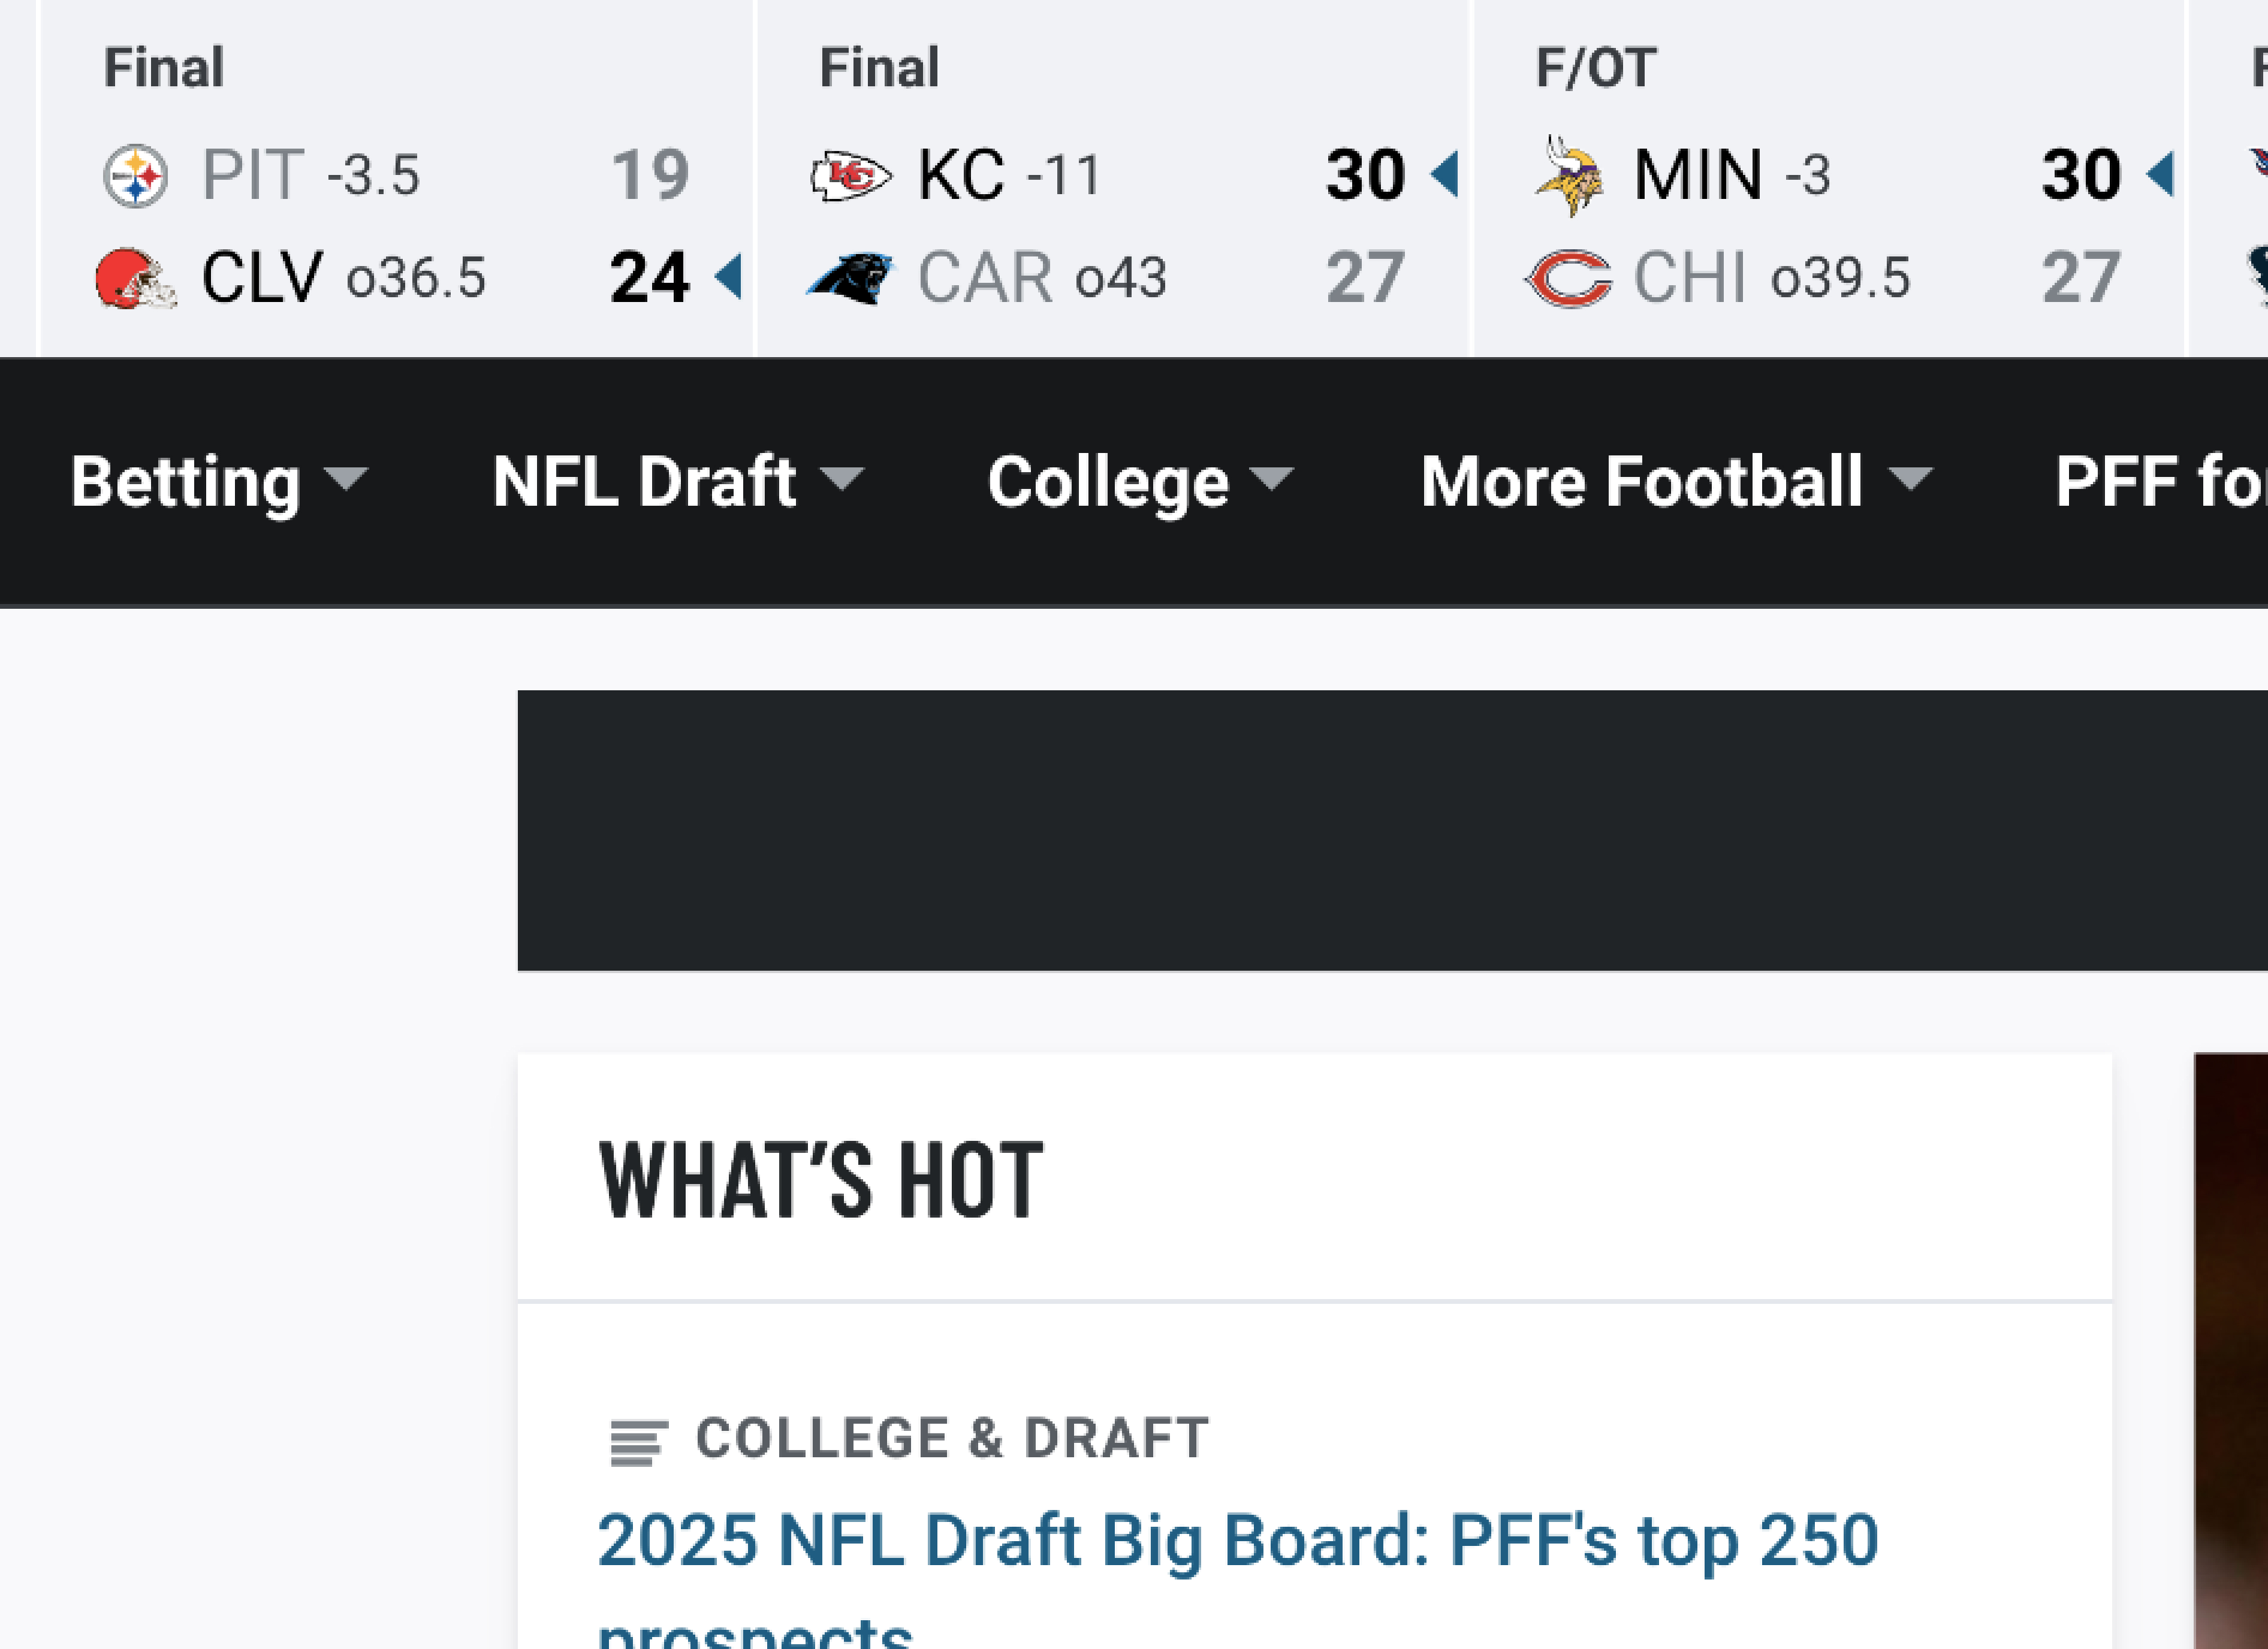 Final
PIT -3.5 19
CLV o36.5 24
Final
KC -11 30
CAR o43 27
F/OT
MIN -3 30
CHI o39.5 27
Betting NFL Draft College More Football PFF for
WHAT'S HOT
COLLEGE & DRAFT
2025 NFL Draft Big Board: PFF's top 250
prospects